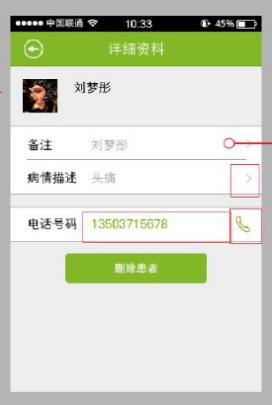 中国联通 10:33 45%
详细资料
刘梦彤
备注 刘梦彤
病情描述 头痛
电话号码 13503715678
删除患者